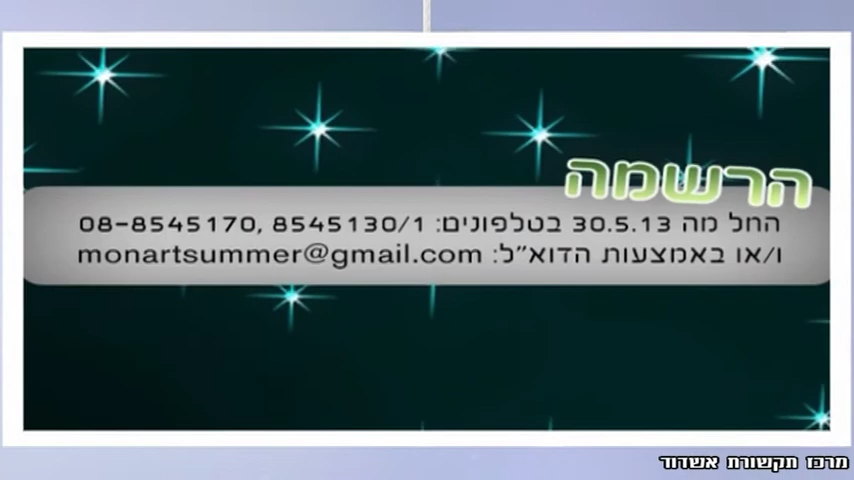 הרשמה
החל מה 30.5.13 בטלפונים: 08-8545170, 8545130/1
ו/או באמצעות הדוא"ל: monartsummer@gmail.com
מרכז תקשורת אשדוד